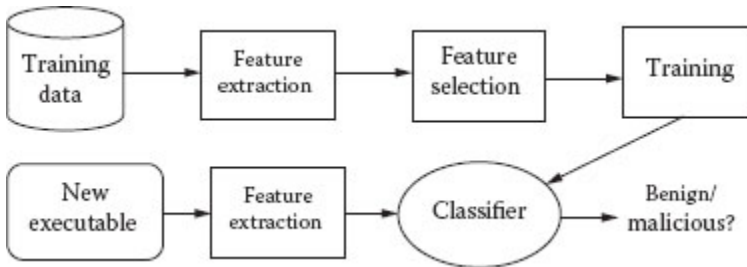 Training
data
Feature
extraction
Feature
selection
Training
New
executable
Feature
extraction
Classifier
Benign/
malicious?